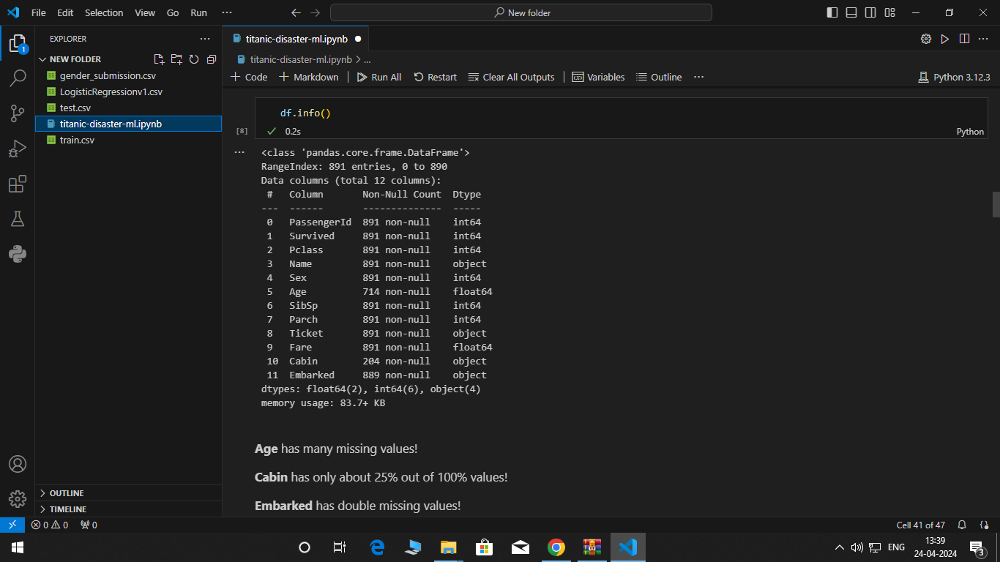 File Edit Selection View Go Run ···
New folder
EXPLORER
NEW FOLDER
gender_submission.csv
LogisticRegressionv1.csv
test.csv
titanic-disaster-ml.ipynb
train.csv
OUTLINE
TIMELINE
1
titanic-disaster-ml.ipynb
titanic-disaster-ml.ipynb > ...
+ Code + Markdown | Run All Restart Clear All Outputs | Variables Outline ··· Python 3.12.3
df.info()
[8] 0.2s Python
<class 'pandas.core.frame.DataFrame'>
RangeIndex: 891 entries, 0 to 890
Data columns (total 12 columns):
 #   Column       Non-Null Count  Dtype
---  ------       --------------  -----
 0   PassengerId  891 non-null    int64
 1   Survived     891 non-null    int64
 2   Pclass       891 non-null    int64
 3   Name         891 non-null    object
 4   Sex          891 non-null    int64
 5   Age          714 non-null    float64
 6   SibSp        891 non-null    int64
 7   Parch        891 non-null    int64
 8   Ticket       891 non-null    object
 9   Fare         891 non-null    float64
 10  Cabin        204 non-null    object
 11  Embarked     889 non-null    object
dtypes: float64(2), int64(6), object(4)
memory usage: 83.7+ KB
Age has many missing values!
Cabin has only about 25% out of 100% values!
Embarked has double missing values!
0 0 0
Cell 41 of 47
ENG
13:39
24-04-2024
3